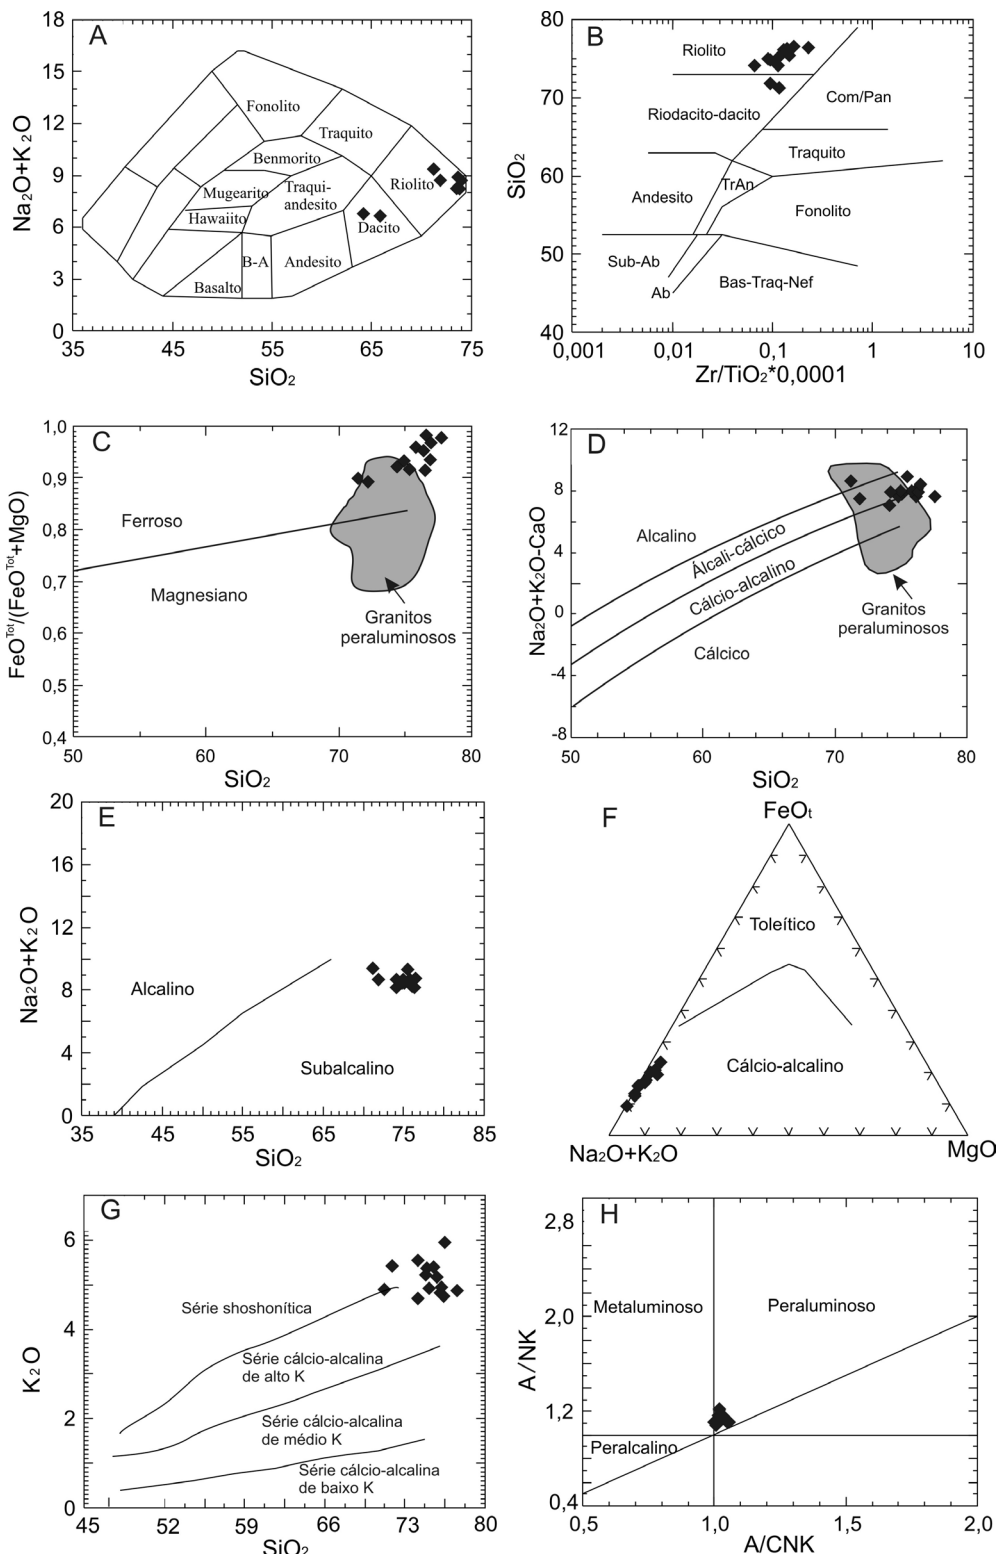 A
18
15
12
9
6
3
0
35
45
55
65
75
Na₂O+K₂O
SiO₂
Fonolito
Traquito
Benmorito
Riolito
Mugearito
Traqui-
andesito
Hawaiito
Dacito
B-A
Andesito
Basalto
B
80
70
60
50
40
0,001
0,01
0,1
1
10
SiO₂
Zr/TiO₂*0,0001
Riolito
Com/Pan
Riodacito-dacito
Traquito
TrAn
Andesito
Fonolito
Sub-Ab
Ab
Bas-Traq-Nef
C
1,0
0,9
0,8
0,7
0,6
0,5
0,4
50
60
70
80
FeOᵀᵒᵗ/(FeOᵀᵒᵗ+MgO)
SiO₂
Ferroso
Magnesiano
Granitos
peraluminosos
D
12
8
4
0
-4
-8
50
60
70
80
Na₂O+K₂O-CaO
SiO₂
Alcalino
Álcali-cálcico
Cálcio-alcalino
Cálcico
Granitos
peraluminosos
E
20
16
12
8
4
0
35
45
55
65
75
85
Na₂O+K₂O
SiO₂
Alcalino
Subalcalino
F
FeOₜ
Toleítico
Cálcio-alcalino
Na₂O+K₂O
MgO
G
6
4
2
0
45
52
59
66
73
80
K₂O
SiO₂
Série shoshonítica
Série cálcio-alcalina
de alto K
Série cálcio-alcalina
de médio K
Série cálcio-alcalina
de baixo K
H
2,8
2,0
1,2
0,4
0,5
1,0
1,5
2,0
A/NK
A/CNK
Metaluminoso
Peraluminoso
Peralcalino